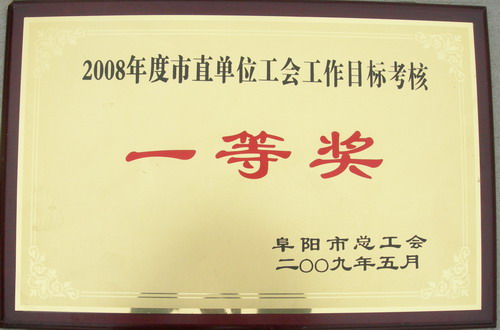 2008年度市直单位工会工作目标考核
一等奖
阜阳市总工会
二〇〇九年五月